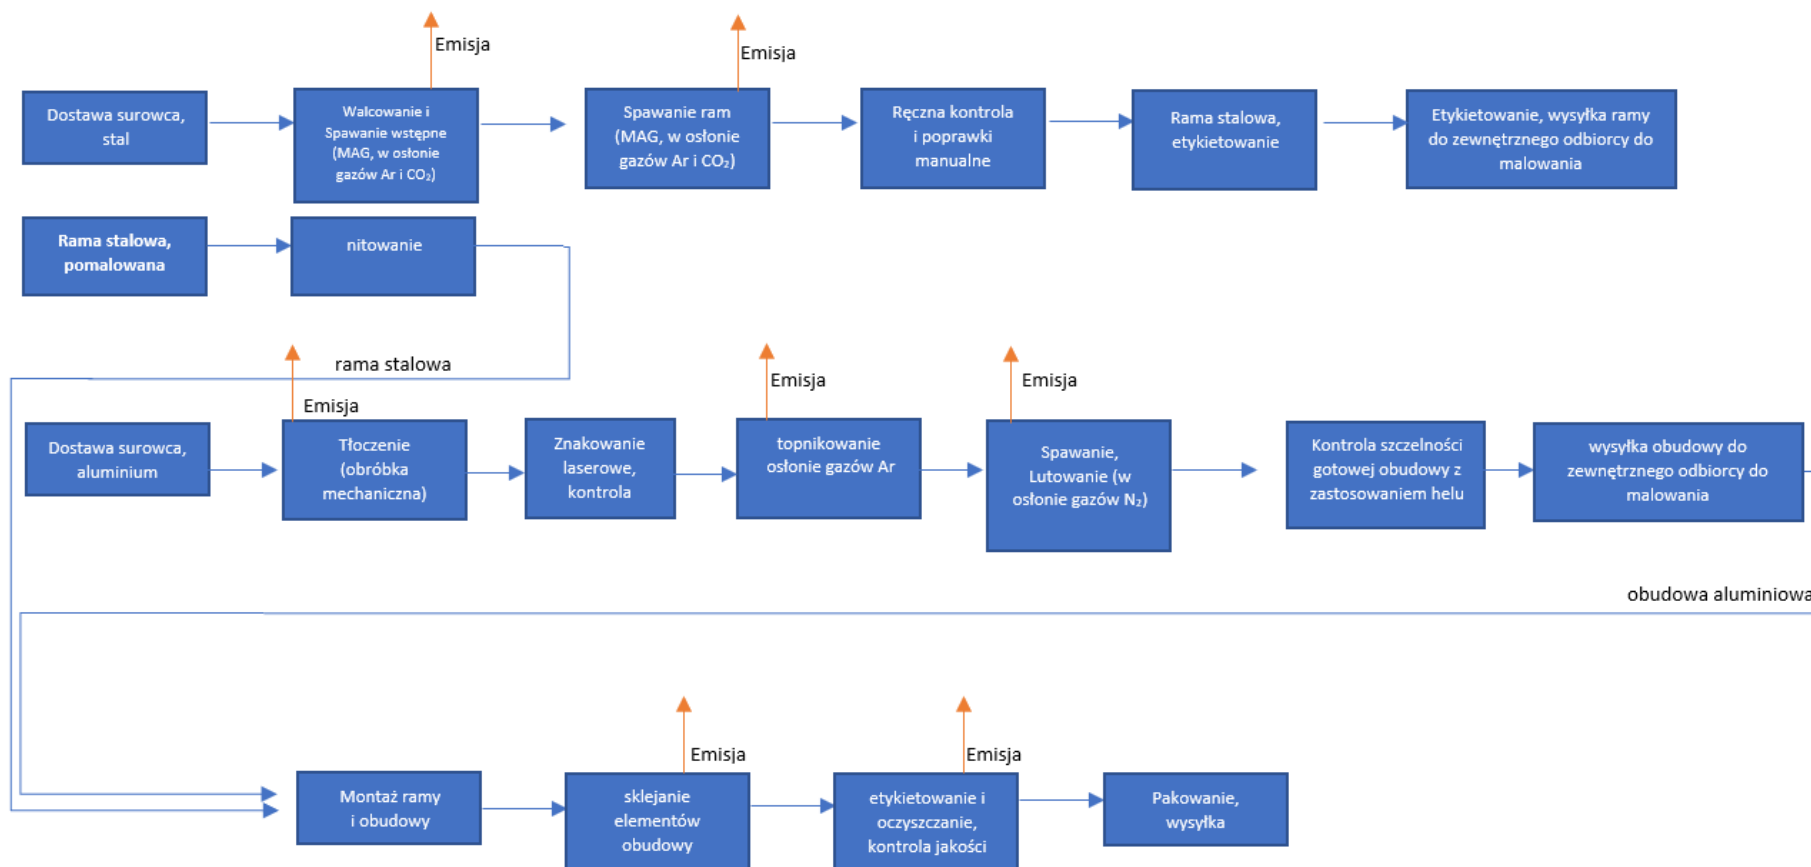 Emisja
Emisja
Dostawa surowca,
stal
Walcowanie i
Spawanie wstępne
(MAG, w osłonie
gazów Ar i CO₂)
Spawanie ram
(MAG, w osłonie
gazów Ar i CO₂)
Ręczna kontrola
i poprawki
manualne
Rama stalowa,
etykietowanie
Etykietowanie, wysyłka ramy
do zewnętrznego odbiorcy do
malowania
Rama stalowa,
pomalowana
nitowanie
rama stalowa
Emisja
Emisja
Emisja
Dostawa surowca,
aluminium
Tłoczenie
(obróbka
mechaniczna)
Znakowanie
laserowe,
kontrola
topnikowanie
osłonie gazów Ar
Spawanie,
Lutowanie (w
osłonie gazów N₂)
Kontrola szczelności
gotowej obudowy z
zastosowaniem helu
wysyłka obudowy do
zewnętrznego odbiorcy do
malowania
obudowa aluminiowa
Emisja
Emisja
Montaż ramy
i obudowy
sklejanie
elementów
obudowy
etykietowanie i
oczyszczanie,
kontrola jakości
Pakowanie,
wysyłka